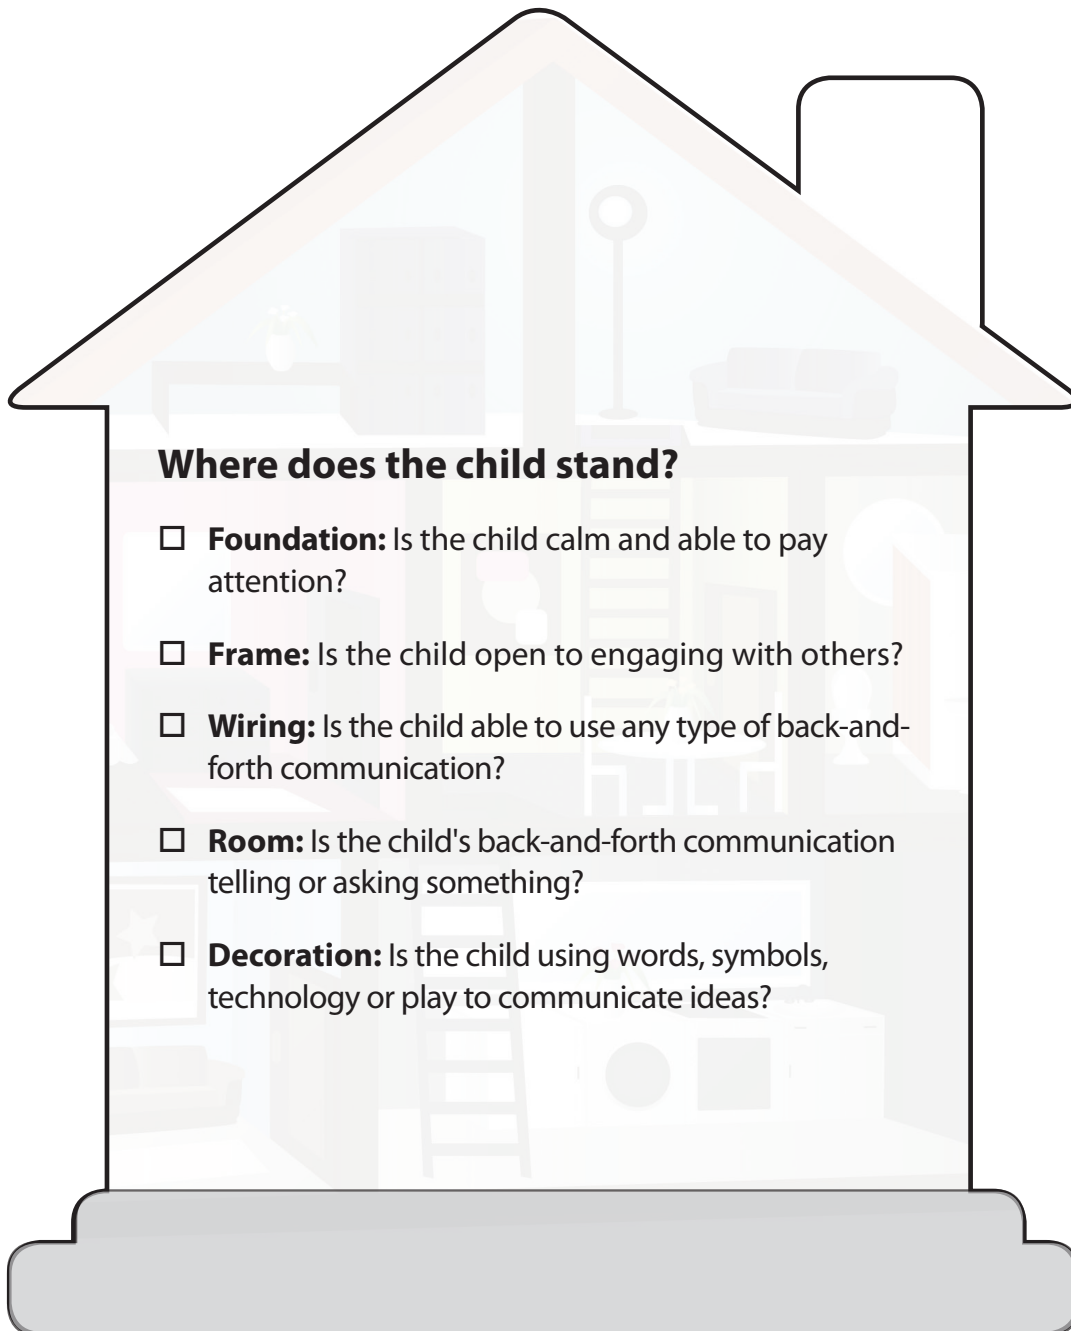 Where does the child stand?
☐ Foundation: Is the child calm and able to pay
attention?
☐ Frame: Is the child open to engaging with others?
☐ Wiring: Is the child able to use any type of back-and-
forth communication?
☐ Room: Is the child's back-and-forth communication
telling or asking something?
☐ Decoration: Is the child using words, symbols,
technology or play to communicate ideas?